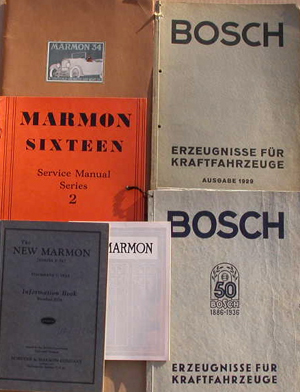 MARMON 34
BOSCH
ERZEUGNISSE FÜR
KRAFTFAHRZEUGE
AUSGABE 1929
MARMON
SIXTEEN
Service Manual
Series
2
The
NEW MARMON
Information Book
MARMON
BOSCH
50
BOSCH
1886-1936
ERZEUGNISSE FÜR
KRAFTFAHRZEUGE